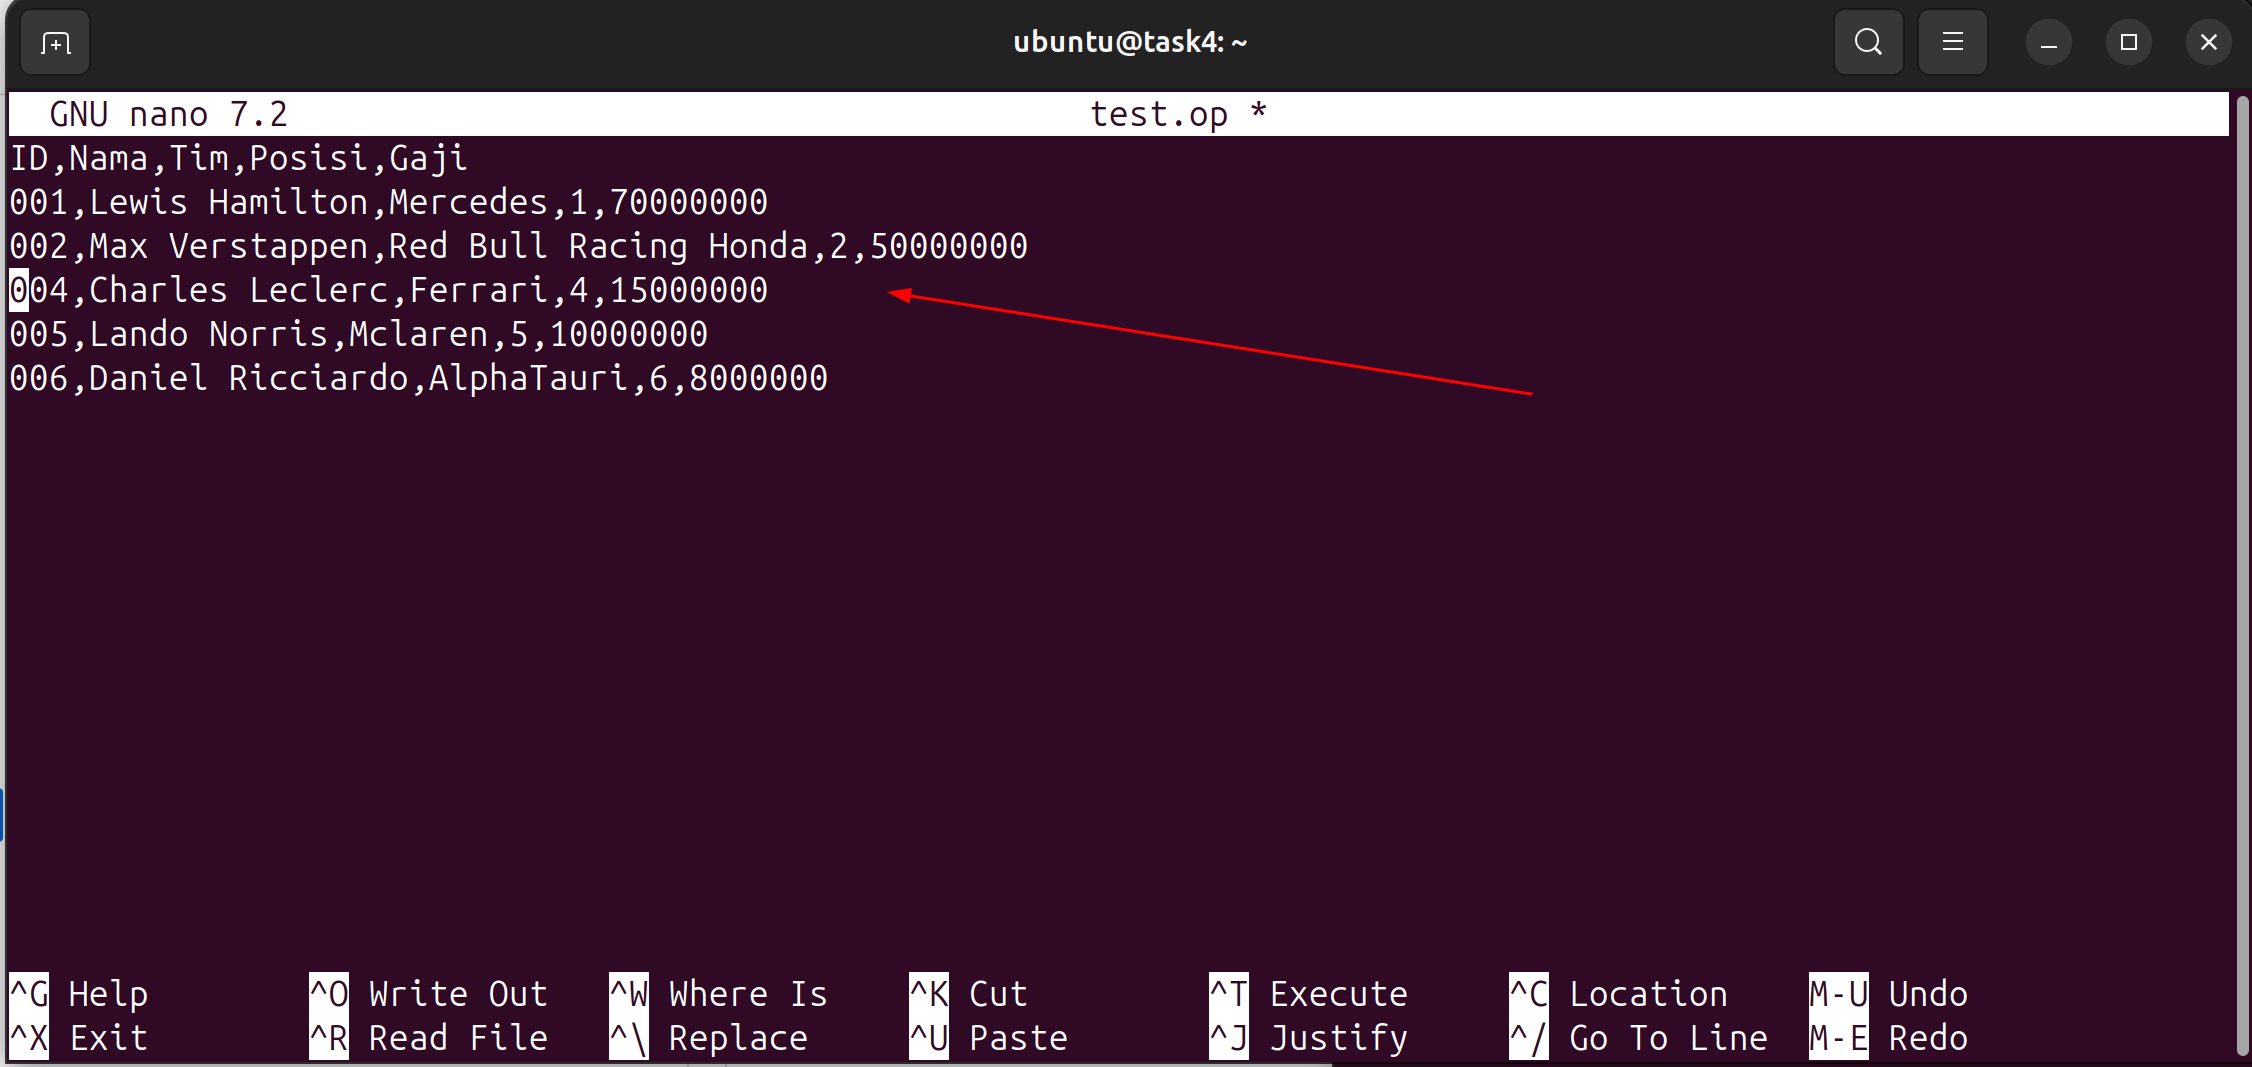 ubuntu@task4: ~
GNU nano 7.2 test.op *
ID,Nama,Tim,Posisi,Gaji
001,Lewis Hamilton,Mercedes,1,70000000
002,Max Verstappen,Red Bull Racing Honda,2,50000000
004,Charles Leclerc,Ferrari,4,15000000
005,Lando Norris,Mclaren,5,10000000
006,Daniel Ricciardo,AlphaTauri,6,8000000
^G Help ^O Write Out ^W Where Is ^K Cut ^T Execute ^C Location M-U Undo
^X Exit ^R Read File ^\ Replace ^U Paste ^J Justify ^/ Go To Line M-E Redo